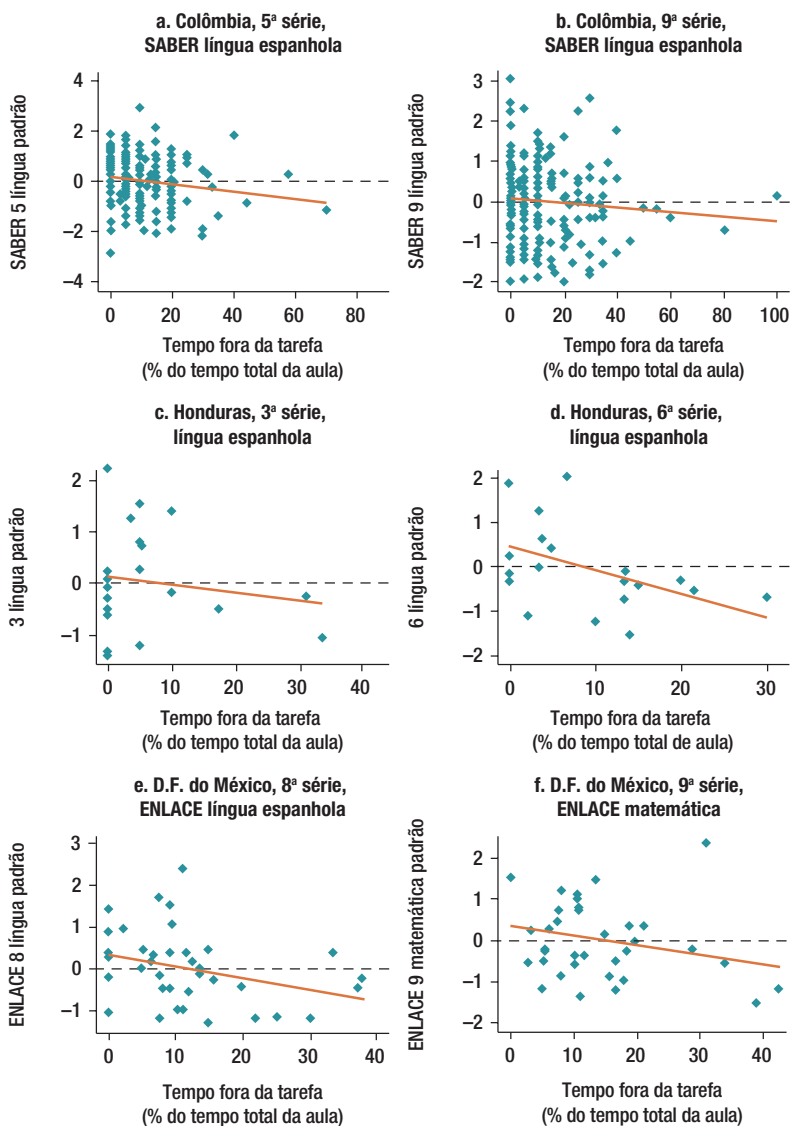 a. Colômbia, 5ª série,
SABER língua espanhola
SABER 5 língua padrão
4
2
0
–2
–4
0 20 40 60 80
Tempo fora da tarefa
(% do tempo total da aula)
b. Colômbia, 9ª série,
SABER língua espanhola
SABER 9 língua padrão
3
2
1
0
–1
–2
0 20 40 60 80 100
Tempo fora da tarefa
(% do tempo total da aula)
c. Honduras, 3ª série,
língua espanhola
3 língua padrão
2
1
0
–1
0 10 20 30 40
Tempo fora da tarefa
(% do tempo total da aula)
d. Honduras, 6ª série,
língua espanhola
6 língua padrão
2
1
0
–1
–2
0 10 20 30
Tempo fora da tarefa
(% do tempo total de aula)
e. D.F. do México, 8ª série,
ENLACE língua espanhola
ENLACE 8 língua padrão
3
2
1
0
–1
0 10 20 30 40
Tempo fora da tarefa
(% do tempo total da aula)
f. D.F. do México, 9ª série,
ENLACE matemática
ENLACE 9 matemática padrão
2
1
0
–1
–2
0 10 20 30 40
Tempo fora da tarefa
(% do tempo total da aula)